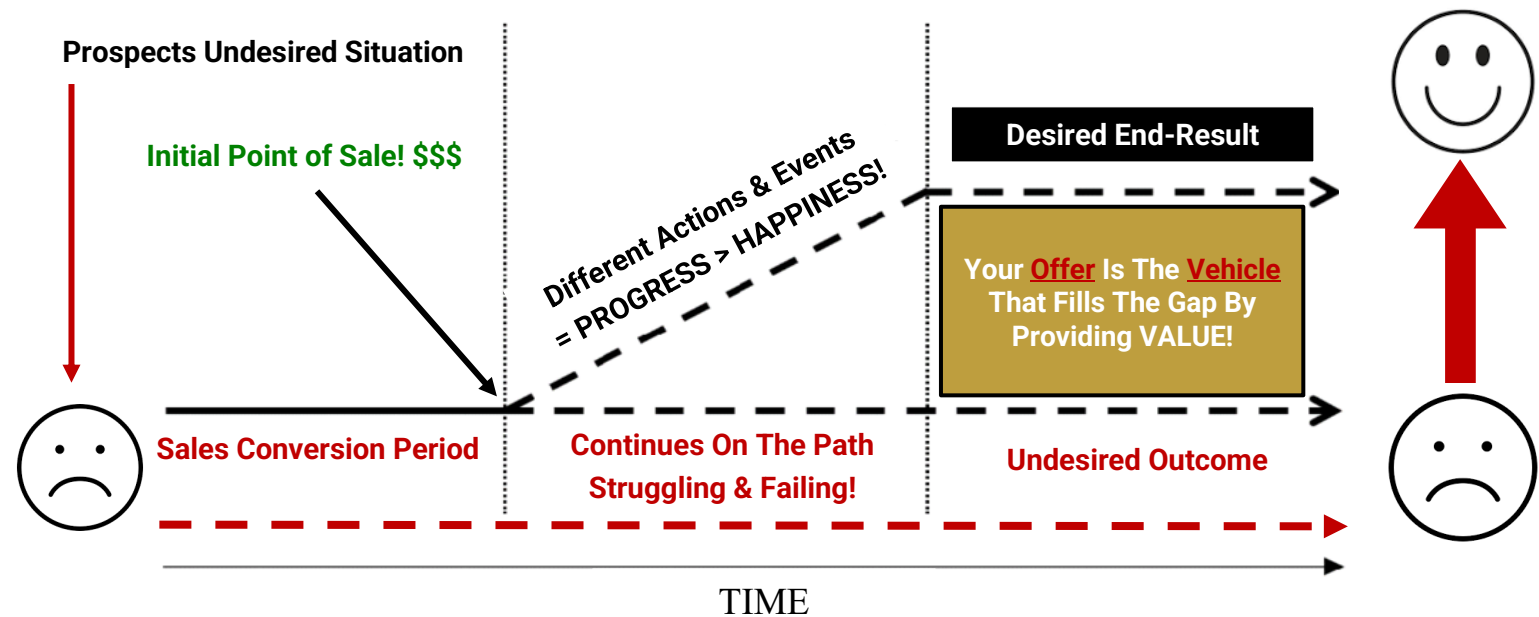 Prospects Undesired Situation
Initial Point of Sale! $$$
Different Actions & Events
= PROGRESS > HAPPINESS!
Desired End-Result
Your Offer Is The Vehicle
That Fills The Gap By
Providing VALUE!
Sales Conversion Period
Continues On The Path
Struggling & Failing!
Undesired Outcome
TIME